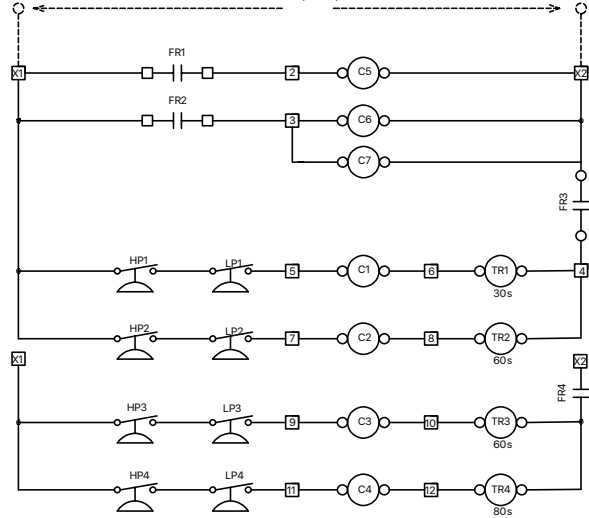 FR1
X1
2
C5
X2
FR2
3
C6
C7
FR3
HP1
LP1
5
C1
6
TR1
4
30s
HP2
LP2
7
C2
8
TR2
60s
X1
X2
FR4
HP3
LP3
9
C3
10
TR3
60s
HP4
LP4
11
C4
12
TR4
80s